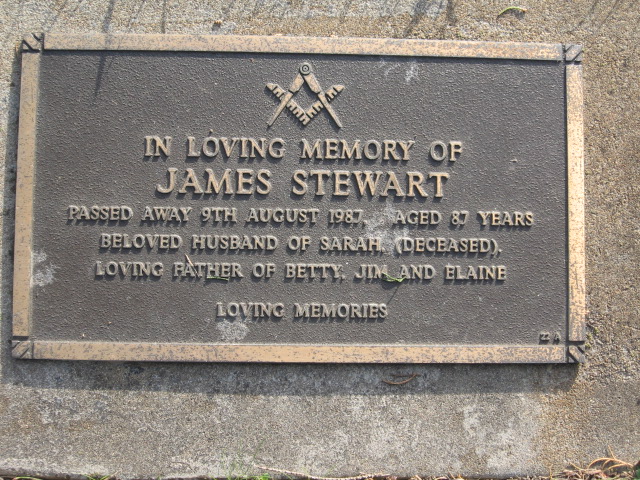 IN LOVING MEMORY OF
JAMES STEWART
PASSED AWAY 9TH AUGUST 1987. AGED 87 YEARS
BELOVED HUSBAND OF SARAH, (DECEASED),
LOVING FATHER OF BETTY, JIM AND ELAINE
LOVING MEMORIES